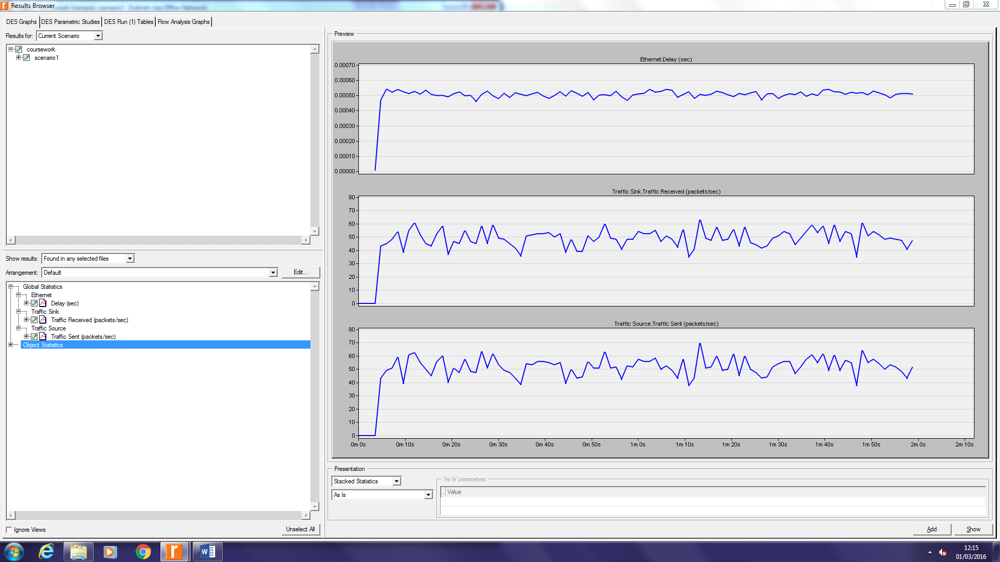 Results Browser
DES Graphs DES Parametric Studies DES Run (1) Tables Flow Analysis Graphs
Results for: Current Scenario
coursework
scenario1
Show results: Found in any selected files
Arrangement: Default Edit...
Global Statistics
Ethernet
Delay (sec)
Traffic Sink
Traffic Received (packets/sec)
Traffic Source
Traffic Sent (packets/sec)
Object Statistics
Ignore Views Unselect All
Preview
Ethernet.Delay (sec)
0.00070
0.00060
0.00050
0.00040
0.00030
0.00020
0.00010
0.00000
Traffic Sink.Traffic Received (packets/sec)
80
70
60
50
40
30
20
10
0
Traffic Source.Traffic Sent (packets/sec)
80
70
60
50
40
30
20
10
0
0m 0s 0m 10s 0m 20s 0m 30s 0m 40s 0m 50s 1m 0s 1m 10s 1m 20s 1m 30s 1m 40s 1m 50s 2m 0s 2m 10s
Presentation
Stacked Statistics
As Is
'As Is' parameters
.. Value
Add Show
12:15
01/03/2016